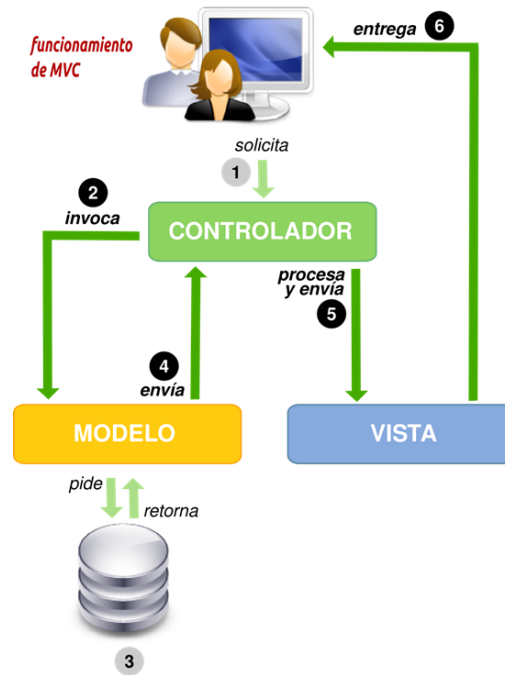 funcionamiento
de MVC
entrega 6
solicita
1
2
invoca
CONTROLADOR
procesa
y envía
5
4
envía
MODELO
VISTA
pide
retorna
3